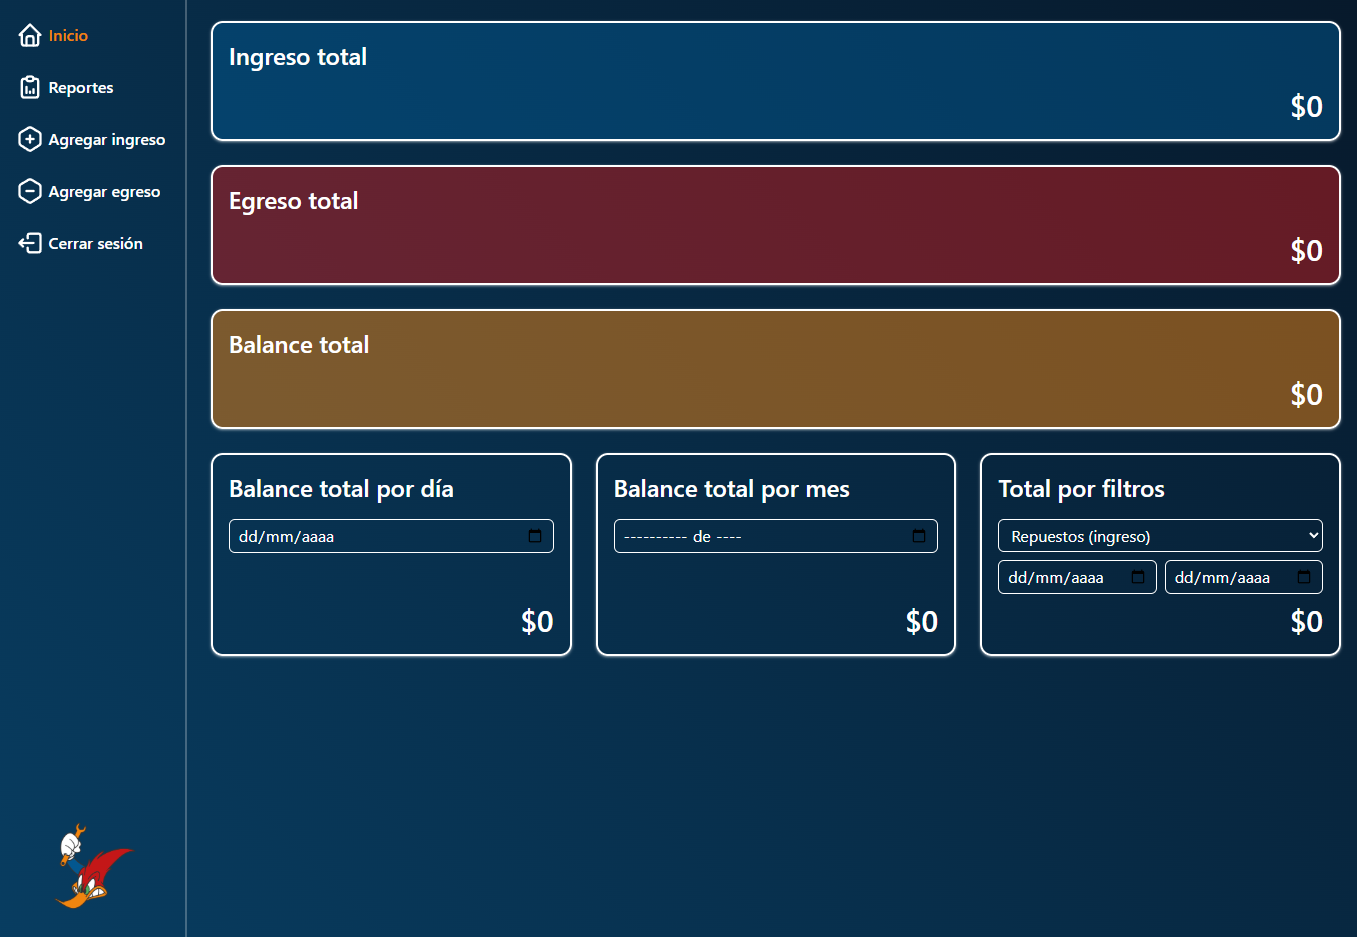 Inicio
Reportes
Agregar ingreso
Agregar egreso
Cerrar sesión
Ingreso total
$0
Egreso total
$0
Balance total
$0
Balance total por día
dd/mm/aaaa
$0
Balance total por mes
---------- de ----
$0
Total por filtros
Repuestos (ingreso)
dd/mm/aaaa dd/mm/aaaa
$0